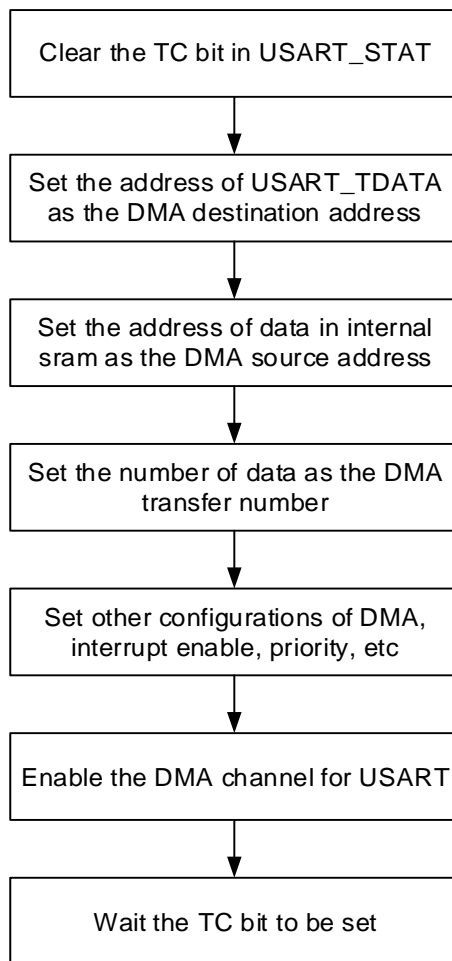 Clear the TC bit in USART_STAT
Set the address of USART_TDATA
as the DMA destination address
Set the address of data in internal
sram as the DMA source address
Set the number of data as the DMA
transfer number
Set other configurations of DMA,
interrupt enable, priority, etc
Enable the DMA channel for USART
Wait the TC bit to be set